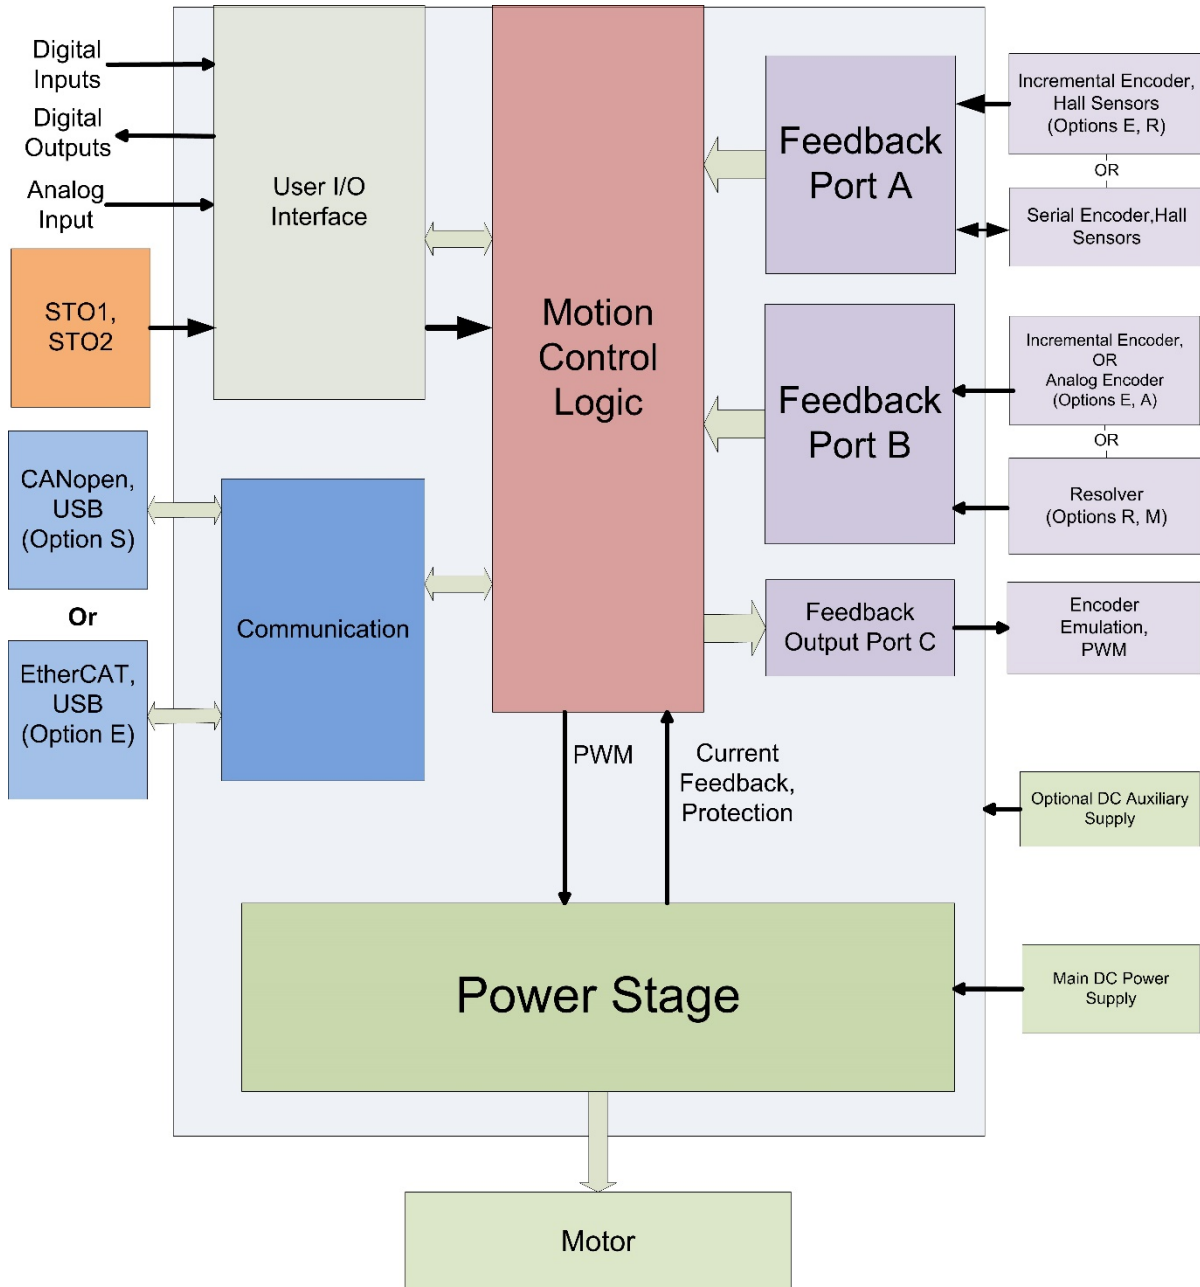 Digital
Inputs
Digital
Outputs
Analog
Input
STO1,
STO2
CANopen,
USB
(Option S)
Or
EtherCAT,
USB
(Option E)
User I/O
Interface
Communication
Motion
Control
Logic
PWM
Current
Feedback,
Protection
Feedback
Port A
Feedback
Port B
Feedback
Output Port C
Incremental Encoder,
Hall Sensors
(Options E, R)
OR
Serial Encoder,Hall
Sensors
Incremental Encoder,
OR
Analog Encoder
(Options E, A)
OR
Resolver
(Options R, M)
Encoder
Emulation,
PWM
Optional DC Auxiliary
Supply
Main DC Power
Supply
Power Stage
Motor